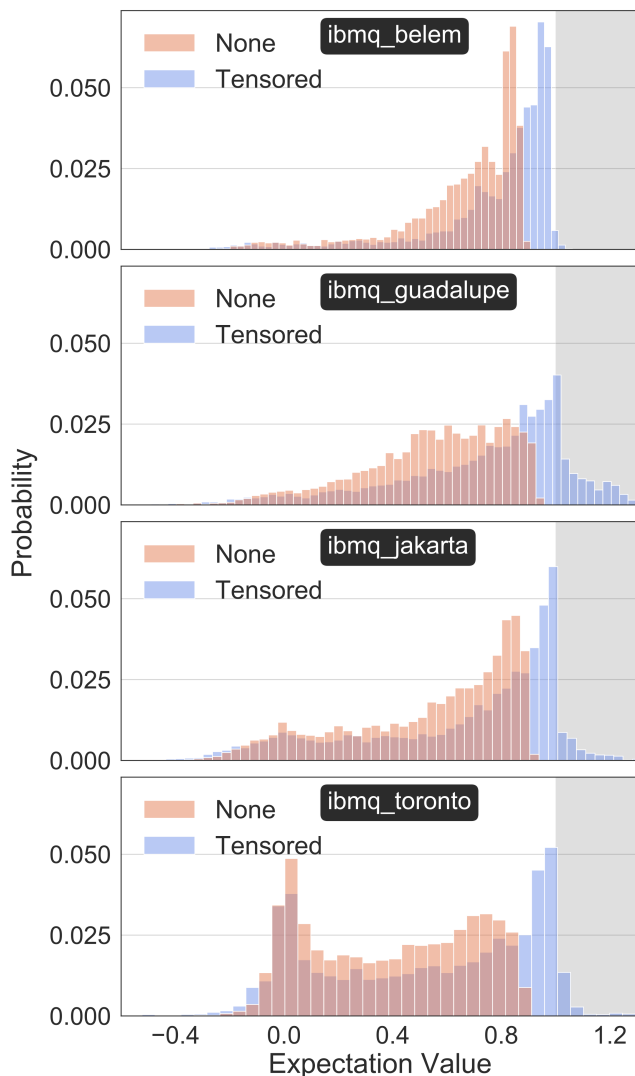 None
Tensored
ibmq_belem
0.050
0.025
0.000
None
Tensored
ibmq_guadalupe
0.050
0.025
0.000
None
Tensored
ibmq_jakarta
0.050
0.025
0.000
None
Tensored
ibmq_toronto
0.050
0.025
0.000
Probability
−0.4 0.0 0.4 0.8 1.2
Expectation Value